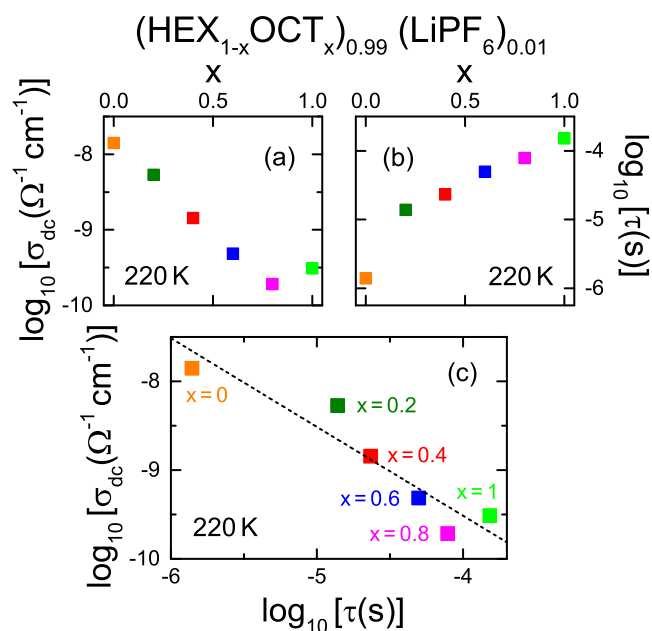 (HEX₁₋ₓOCTₓ)₀.₉₉ (LiPF₆)₀.₀₁
x x
0.0 0.5 1.0 0.0 0.5 1.0
log₁₀ [σdc(Ω⁻¹ cm⁻¹)]
-8
-9
-10
(a)
220 K
(b)
220 K
-4
-5
-6
log₁₀ [τ(s)]
log₁₀ [σdc(Ω⁻¹ cm⁻¹)]
-8
-9
-10
(c)
x = 0
x = 0.2
x = 0.4
x = 0.6
x = 1
x = 0.8
220 K
-6 -5 -4
log₁₀ [τ(s)]